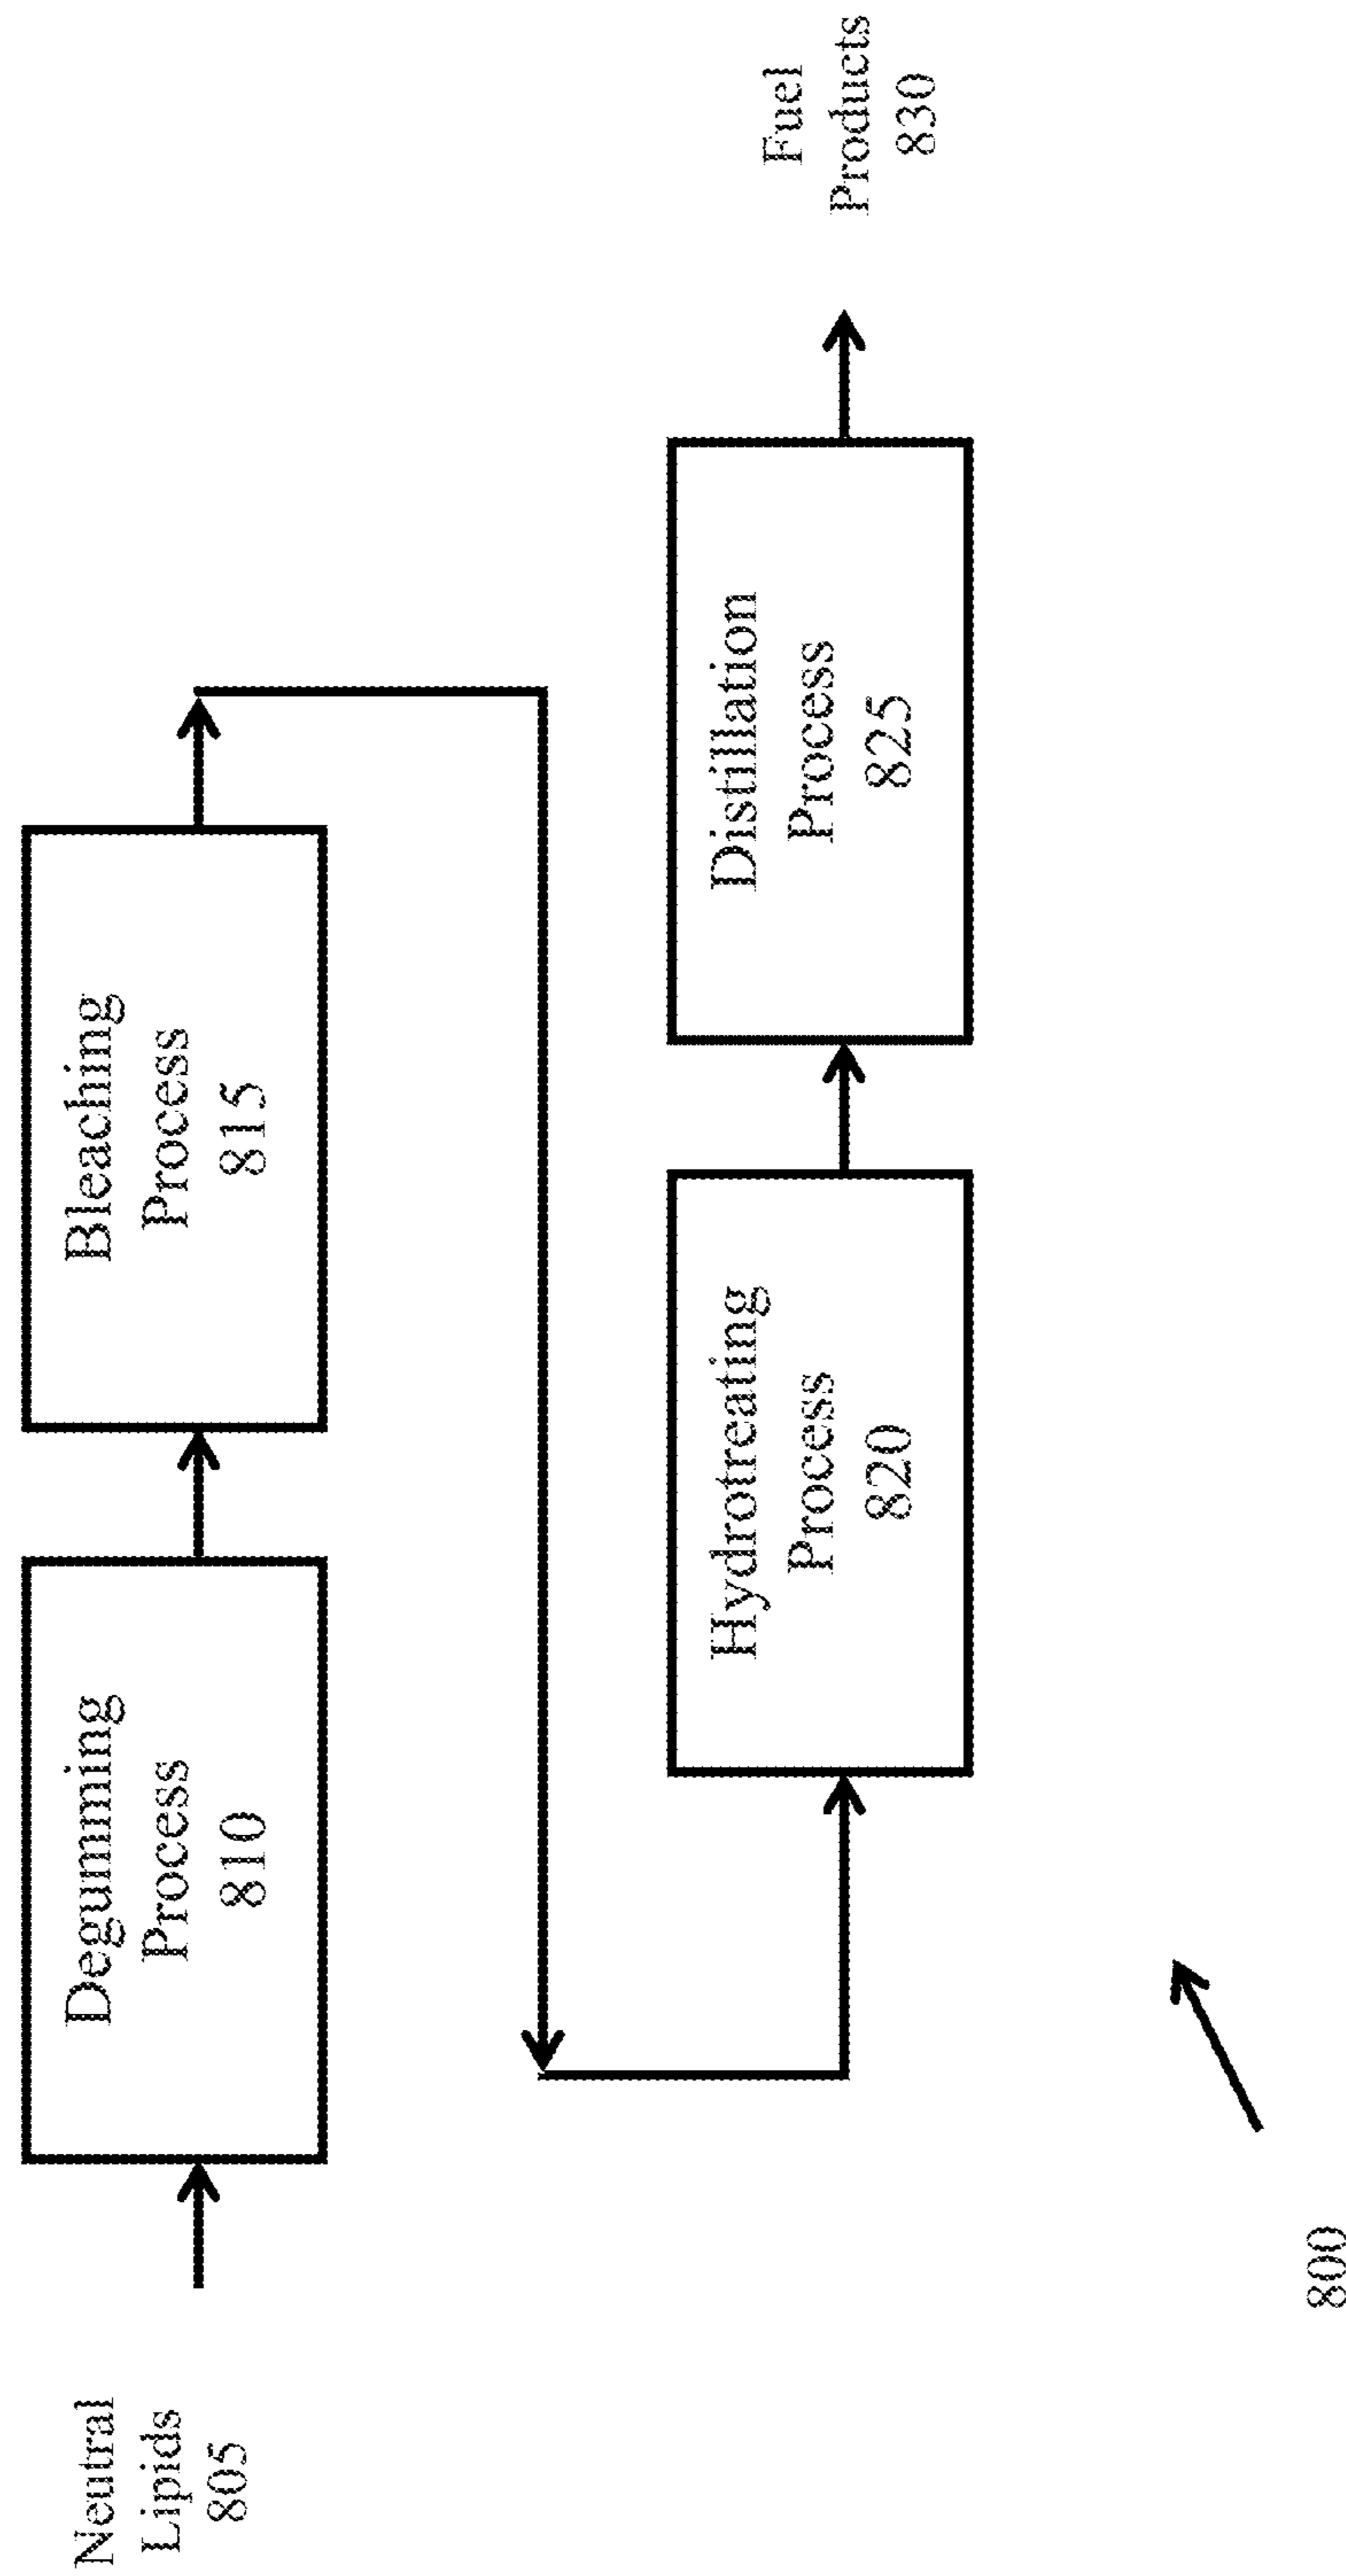 Neutral
Lipids
805
Degumming
Process
810
Bleaching
Process
815
Hydrotreating
Process
820
Distillation
Process
825
Fuel
Products
830
800